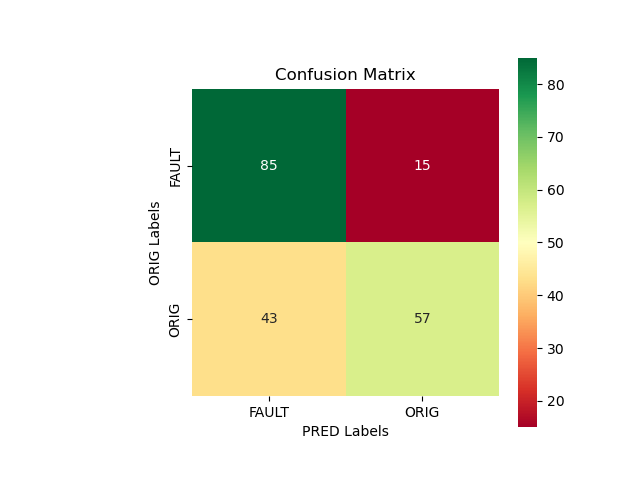 Confusion Matrix
ORIG Labels
FAULT
ORIG
85
15
43
57
FAULT
ORIG
PRED Labels
80
70
60
50
40
30
20